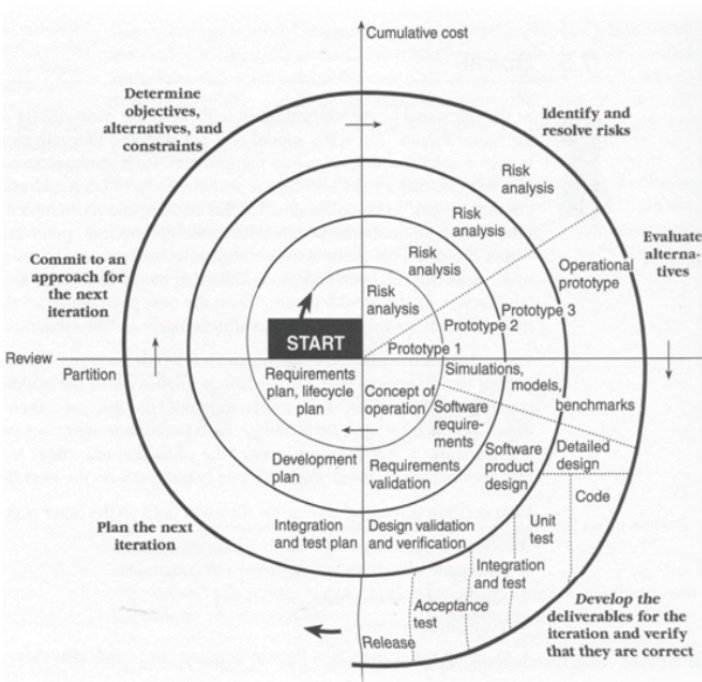 Cumulative cost
Determine
objectives,
alternatives, and
constraints
Identify and
resolve risks
Risk
analysis
Risk
analysis
Risk
analysis
Risk
analysis
Evaluate
alterna-
tives
Commit to an
approach for
the next
iteration
Operational
prototype
Prototype 3
Prototype 2
Prototype 1
START
Review
Partition
Requirements
plan, lifecycle
plan
Concept of
operation
Simulations, models,
benchmarks
Software
require-
ments
Software
product
design
Detailed
design
Development
plan
Requirements
validation
Code
Unit
test
Plan the next
iteration
Integration
and test plan
Design validation
and verification
Integration
and test
Acceptance
test
Release
Develop the
deliverables for the
iteration and verify
that they are correct